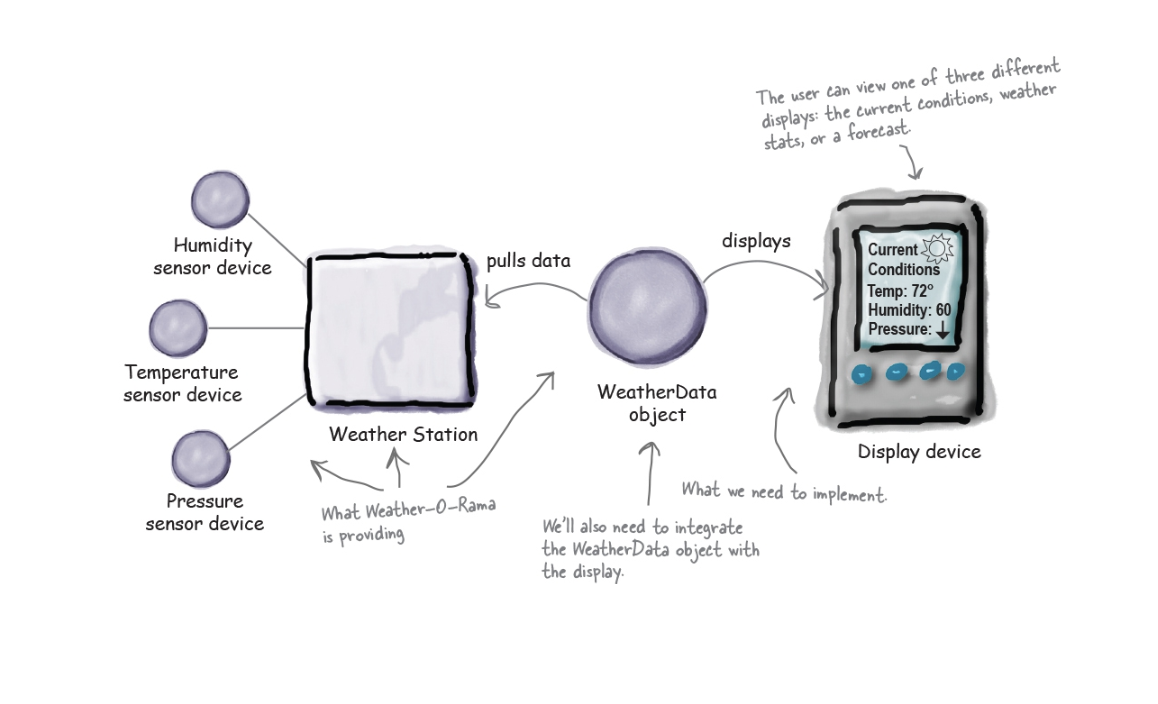 The user can view one of three different
displays: the current conditions, weather
stats, or a forecast.
Humidity
sensor device
Temperature
sensor device
Pressure
sensor device
Weather Station
pulls data
WeatherData
object
displays
Current
Conditions
Temp: 72°
Humidity: 60
Pressure:
Display device
What Weather-O-Rama
is providing
We'll also need to integrate
the WeatherData object with
the display.
What we need to implement.